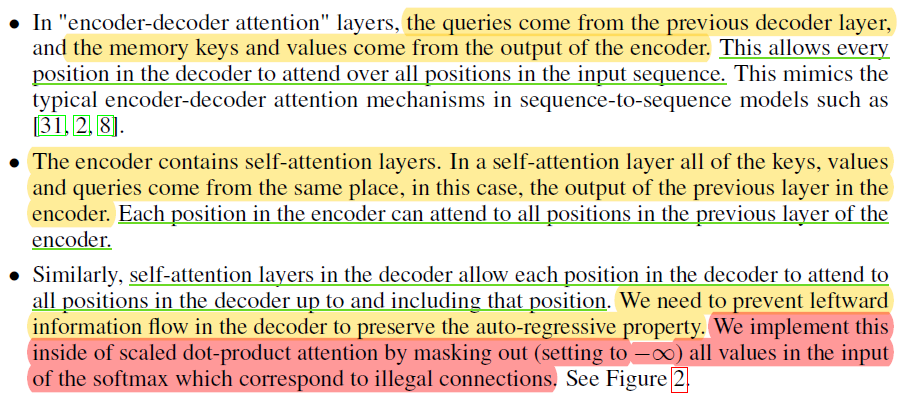 • In "encoder-decoder attention" layers, the queries come from the previous decoder layer,
and the memory keys and values come from the output of the encoder. This allows every
position in the decoder to attend over all positions in the input sequence. This mimics the
typical encoder-decoder attention mechanisms in sequence-to-sequence models such as
[31, 2, 8].
• The encoder contains self-attention layers. In a self-attention layer all of the keys, values
and queries come from the same place, in this case, the output of the previous layer in the
encoder. Each position in the encoder can attend to all positions in the previous layer of the
encoder.
• Similarly, self-attention layers in the decoder allow each position in the decoder to attend to
all positions in the decoder up to and including that position. We need to prevent leftward
information flow in the decoder to preserve the auto-regressive property. We implement this
inside of scaled dot-product attention by masking out (setting to −∞) all values in the input
of the softmax which correspond to illegal connections. See Figure 2.